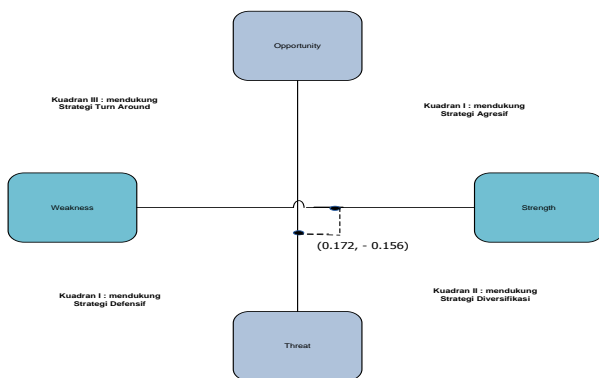 Opportunity
Kuadran III : mendukung
Strategi Turn Around
Kuadran I : mendukung
Strategi Agresif
Weakness
Strength
(0.172, - 0.156)
Kuadran I : mendukung
Strategi Defensif
Kuadran II : mendukung
Strategi Diversifikasi
Threat